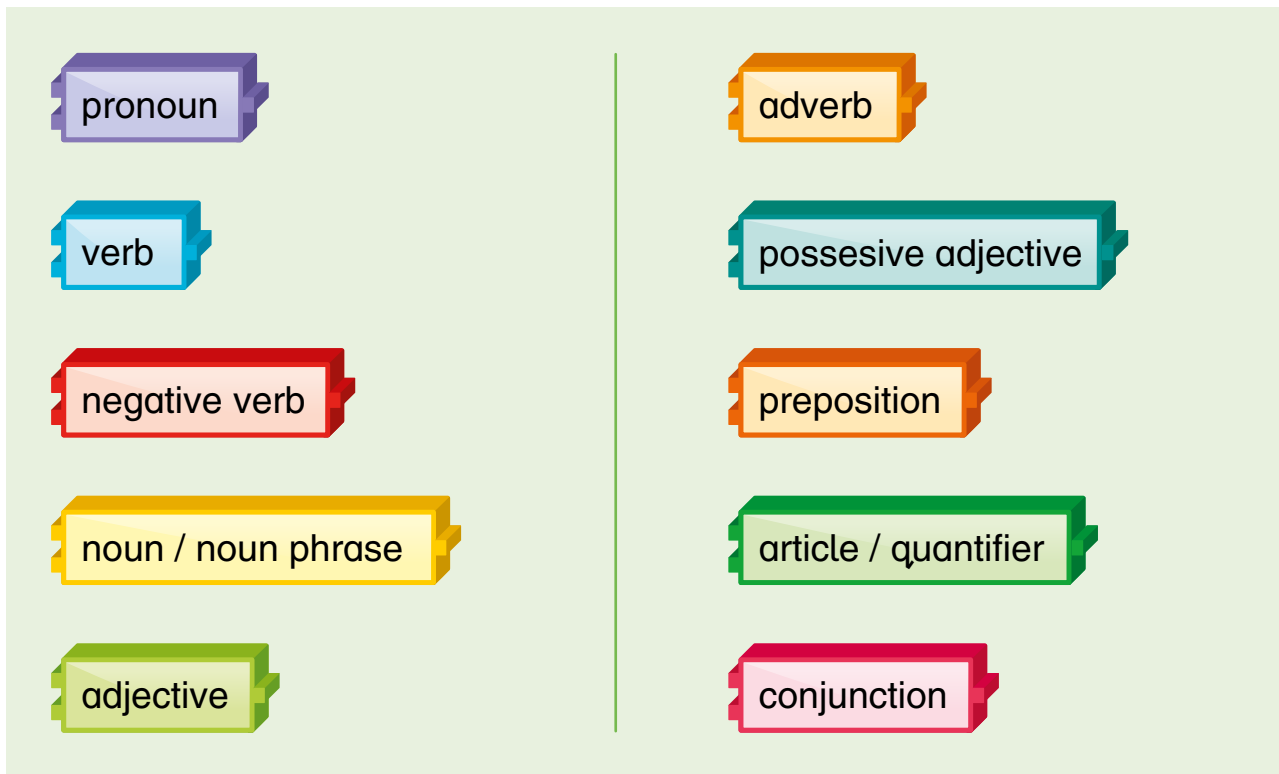 pronoun
verb
negative verb
noun / noun phrase
adjective
adverb
possesive adjective
preposition
article / quantifier
conjunction